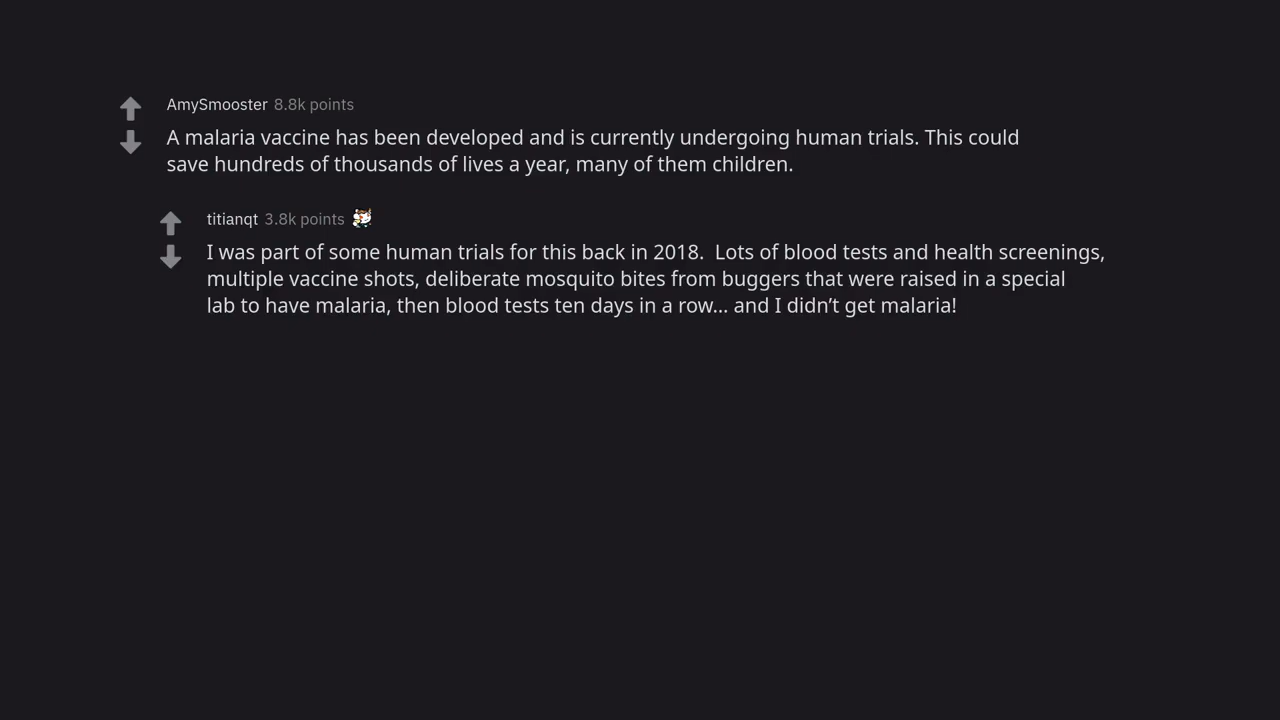 AmySmooster 8.8k points
A malaria vaccine has been developed and is currently undergoing human trials. This could
save hundreds of thousands of lives a year, many of them children.
titianqt 3.8k points
I was part of some human trials for this back in 2018.  Lots of blood tests and health screenings,
multiple vaccine shots, deliberate mosquito bites from buggers that were raised in a special
lab to have malaria, then blood tests ten days in a row... and I didn’t get malaria!